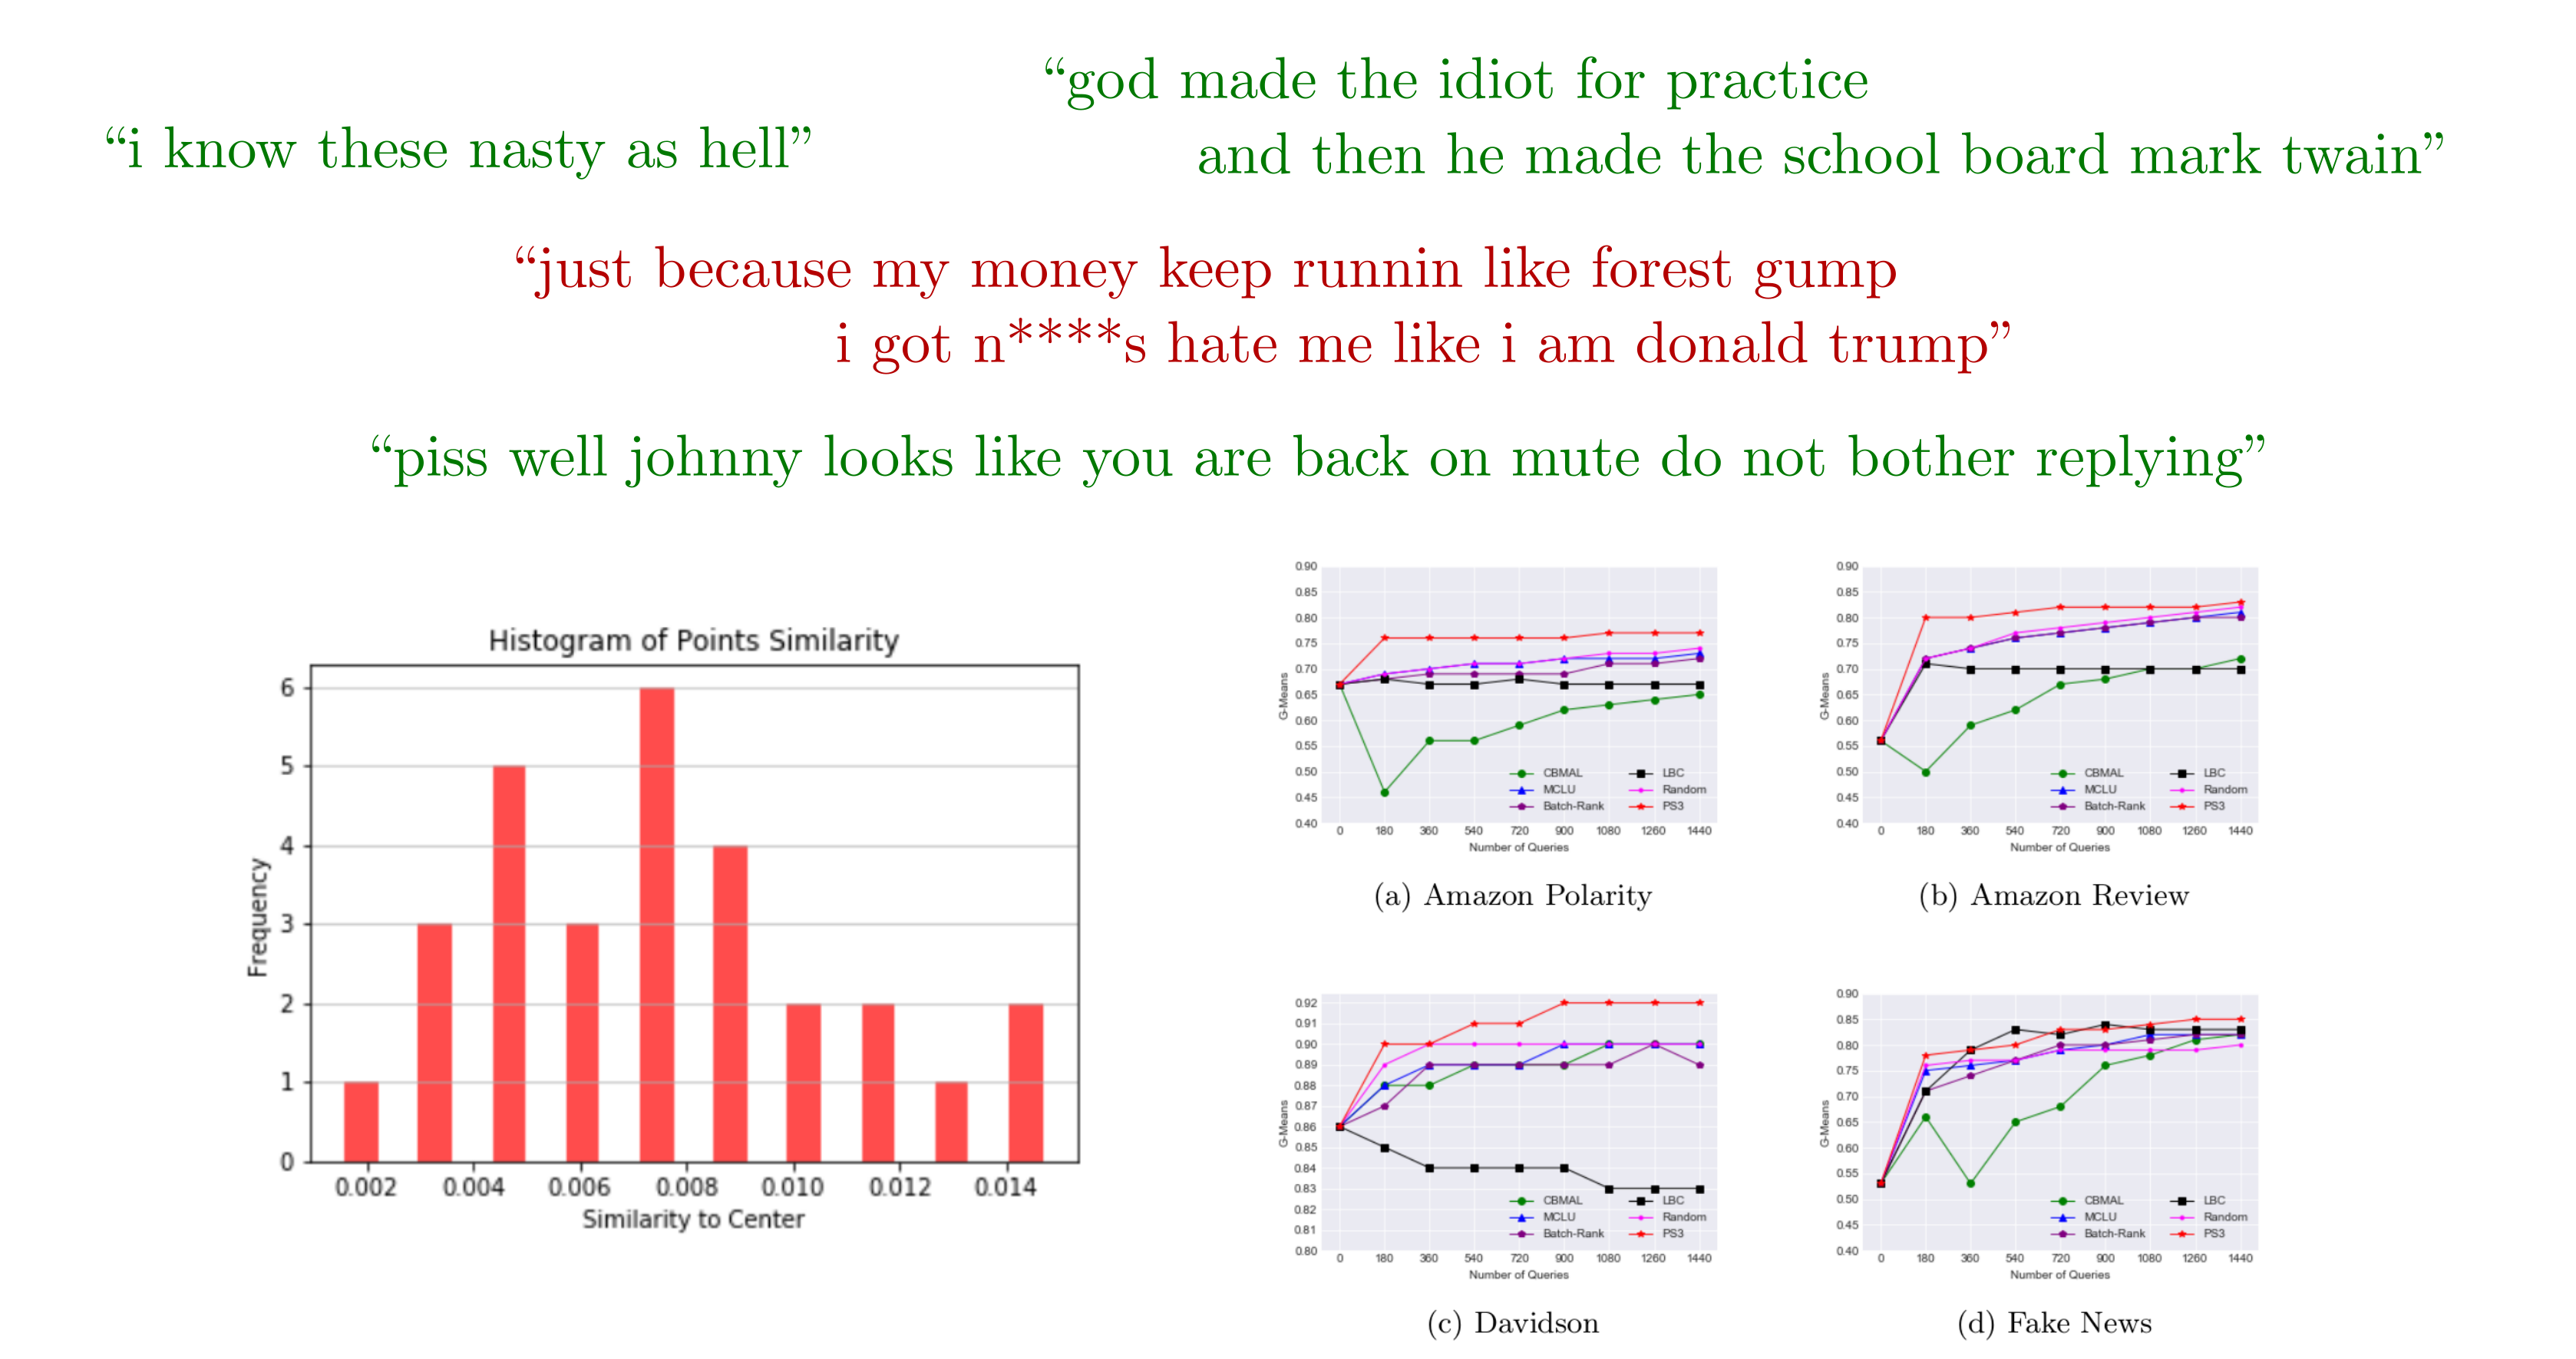 “god made the idiot for practice
“i know these nasty as hell”
and then he made the school board mark twain”
“just because my money keep runnin like forest gump
i got n****s hate me like i am donald trump”
“piss well johnny looks like you are back on mute do not bother replying”
Histogram of Points Similarity
Frequency
6
5
4
3
2
1
0
0.002 0.004 0.006 0.008 0.010 0.012 0.014
Similarity to Center
G-Means
0.90
0.85
0.80
0.75
0.70
0.65
0.60
0.55
0.50
0.45
0.40
CBMAL LBC
MCLU Random
Batch-Rank PS3
0 180 360 540 720 900 1080 1260 1440
Number of Queries
(a) Amazon Polarity
G-Means
0.90
0.85
0.80
0.75
0.70
0.65
0.60
0.55
0.50
0.45
0.40
CBMAL LBC
MCLU Random
Batch-Rank PS3
0 180 360 540 720 900 1080 1260 1440
Number of Queries
(b) Amazon Review
G-Means
0.92
0.91
0.90
0.89
0.88
0.87
0.86
0.85
0.84
0.83
0.82
0.81
0.80
CBMAL LBC
MCLU Random
Batch-Rank PS3
0 180 360 540 720 900 1080 1260 1440
Number of Queries
(c) Davidson
G-Means
0.90
0.85
0.80
0.75
0.70
0.65
0.60
0.55
0.50
0.45
0.40
CBMAL LBC
MCLU Random
Batch-Rank PS3
0 180 360 540 720 900 1080 1260 1440
Number of Queries
(d) Fake News